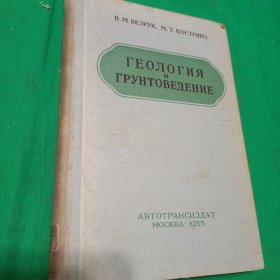 В. М. БЕЗРУК, М. Т. КОСТРИКО
ГЕОЛОГИЯ
И
ГРУНТОВЕДЕНИЕ
АВТОТРАНСИЗДАТ
МОСКВА · 1955